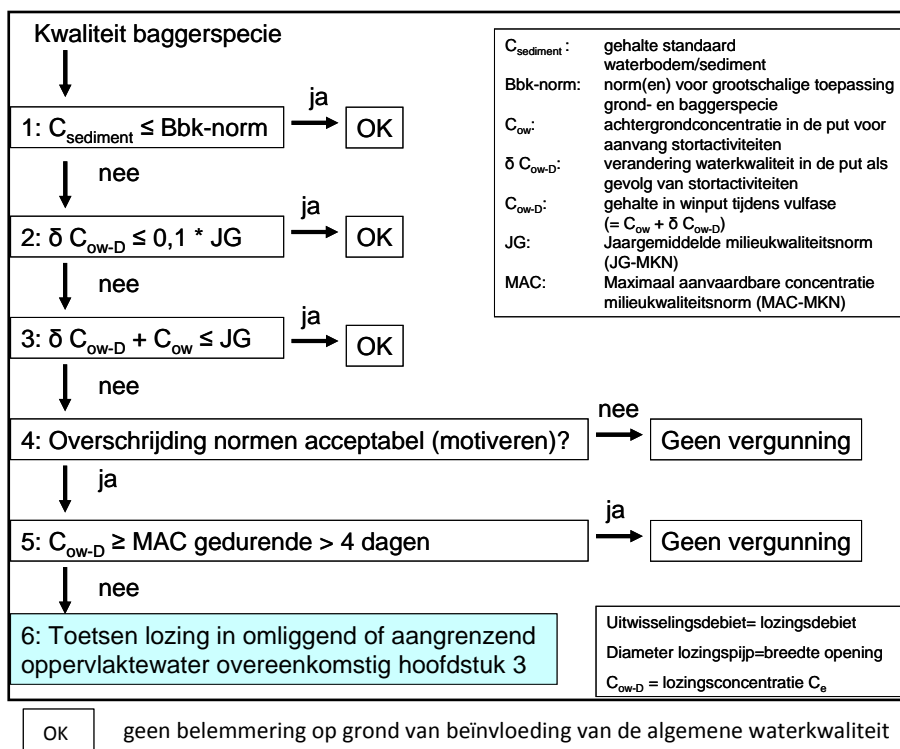 Kwaliteit baggerspecie
1: C_sediment ≤ Bbk-norm
ja
OK
nee
2: δ C_ow-D ≤ 0,1 * JG
ja
OK
nee
3: δ C_ow-D + C_ow ≤ JG
ja
OK
nee
4: Overschrijding normen acceptabel (motiveren)?
nee
Geen vergunning
ja
5: C_ow-D ≥ MAC gedurende > 4 dagen
ja
Geen vergunning
nee
6: Toetsen lozing in omliggend of aangrenzend
oppervlaktewater overeenkomstig hoofdstuk 3
C_sediment : gehalte standaard
waterbodem/sediment
Bbk-norm: norm(en) voor grootschalige toepassing
grond- en baggerspecie
C_ow: achtergrondconcentratie in de put voor
aanvang stortactiviteiten
δ C_ow-D: verandering waterkwaliteit in de put als
gevolg van stortactiviteiten
C_ow-D: gehalte in winput tijdens vulfase
(= C_ow + δ C_ow-D)
JG: Jaargemiddelde milieukwaliteitsnorm
(JG-MKN)
MAC: Maximaal aanvaardbare concentratie
milieukwaliteitsnorm (MAC-MKN)
Uitwisselingsdebiet= lozingsdebiet
Diameter lozingspijp=breedte opening
C_ow-D = lozingsconcentratie C_e
OK geen belemmering op grond van beïnvloeding van de algemene waterkwaliteit